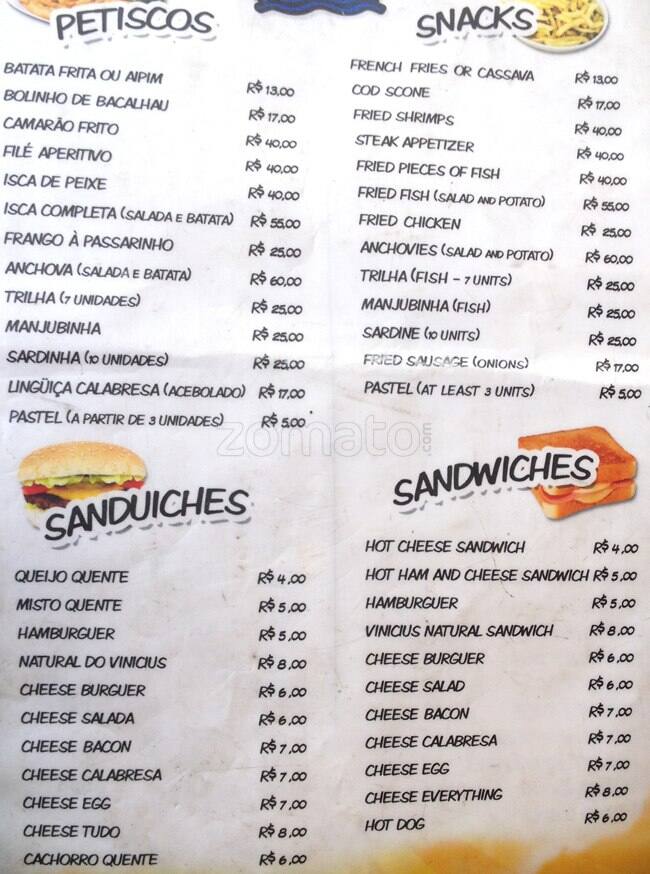 PETISCOS
BATATA FRITA OU AIPIM R$ 13,00
BOLINHO DE BACALHAU R$ 17,00
CAMARÃO FRITO R$ 40,00
FILÉ APERITIVO R$ 40,00
ISCA DE PEIXE R$ 40,00
ISCA COMPLETA (SALADA E BATATA) R$ 55,00
FRANGO À PASSARINHO R$ 25,00
ANCHOVA (SALADA E BATATA) R$ 60,00
TRILHA (7 UNIDADES) R$ 25,00
MANJUBINHA R$ 25,00
SARDINHA (10 UNIDADES) R$ 25,00
LINGÜIÇA CALABRESA (ACEBOLADO) R$ 17,00
PASTEL (A PARTIR DE 3 UNIDADES) R$ 5,00
SNACKS
FRENCH FRIES OR CASSAVA R$ 13,00
COD SCONE R$ 17,00
FRIED SHRIMPS R$ 40,00
STEAK APPETIZER R$ 40,00
FRIED PIECES OF FISH R$ 40,00
FRIED FISH (SALAD AND POTATO) R$ 55,00
FRIED CHICKEN R$ 25,00
ANCHOVIES (SALAD AND POTATO) R$ 60,00
TRILHA (FISH - 7 UNITS) R$ 25,00
MANJUBINHA (FISH) R$ 25,00
SARDINE (10 UNITS) R$ 25,00
FRIED SAUSAGE (ONIONS) R$ 17,00
PASTEL (AT LEAST 3 UNITS) R$ 5,00
zomato.com
SANDUICHES
QUEIJO QUENTE R$ 4,00
MISTO QUENTE R$ 5,00
HAMBURGUER R$ 5,00
NATURAL DO VINICIUS R$ 8,00
CHEESE BURGUER R$ 6,00
CHEESE SALADA R$ 6,00
CHEESE BACON R$ 7,00
CHEESE CALABRESA R$ 7,00
CHEESE EGG R$ 7,00
CHEESE TUDO R$ 8,00
CACHORRO QUENTE R$ 6,00
SANDWICHES
HOT CHEESE SANDWICH R$ 4,00
HOT HAM AND CHEESE SANDWICH R$ 5,00
HAMBURGUER R$ 5,00
VINICIUS NATURAL SANDWICH R$ 8,00
CHEESE BURGUER R$ 6,00
CHEESE SALAD R$ 6,00
CHEESE BACON R$ 7,00
CHEESE CALABRESA R$ 7,00
CHEESE EGG R$ 7,00
CHEESE EVERYTHING R$ 8,00
HOT DOG R$ 6,00